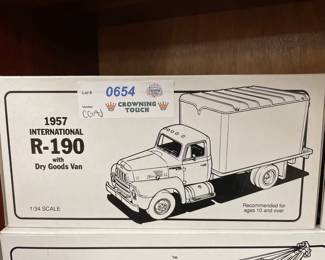 Lot #
0654
CROWNING
TOUCH
1957
INTERNATIONAL
R-190
with
Dry Goods Van
1/34 SCALE
Recommended for
ages 10 and over